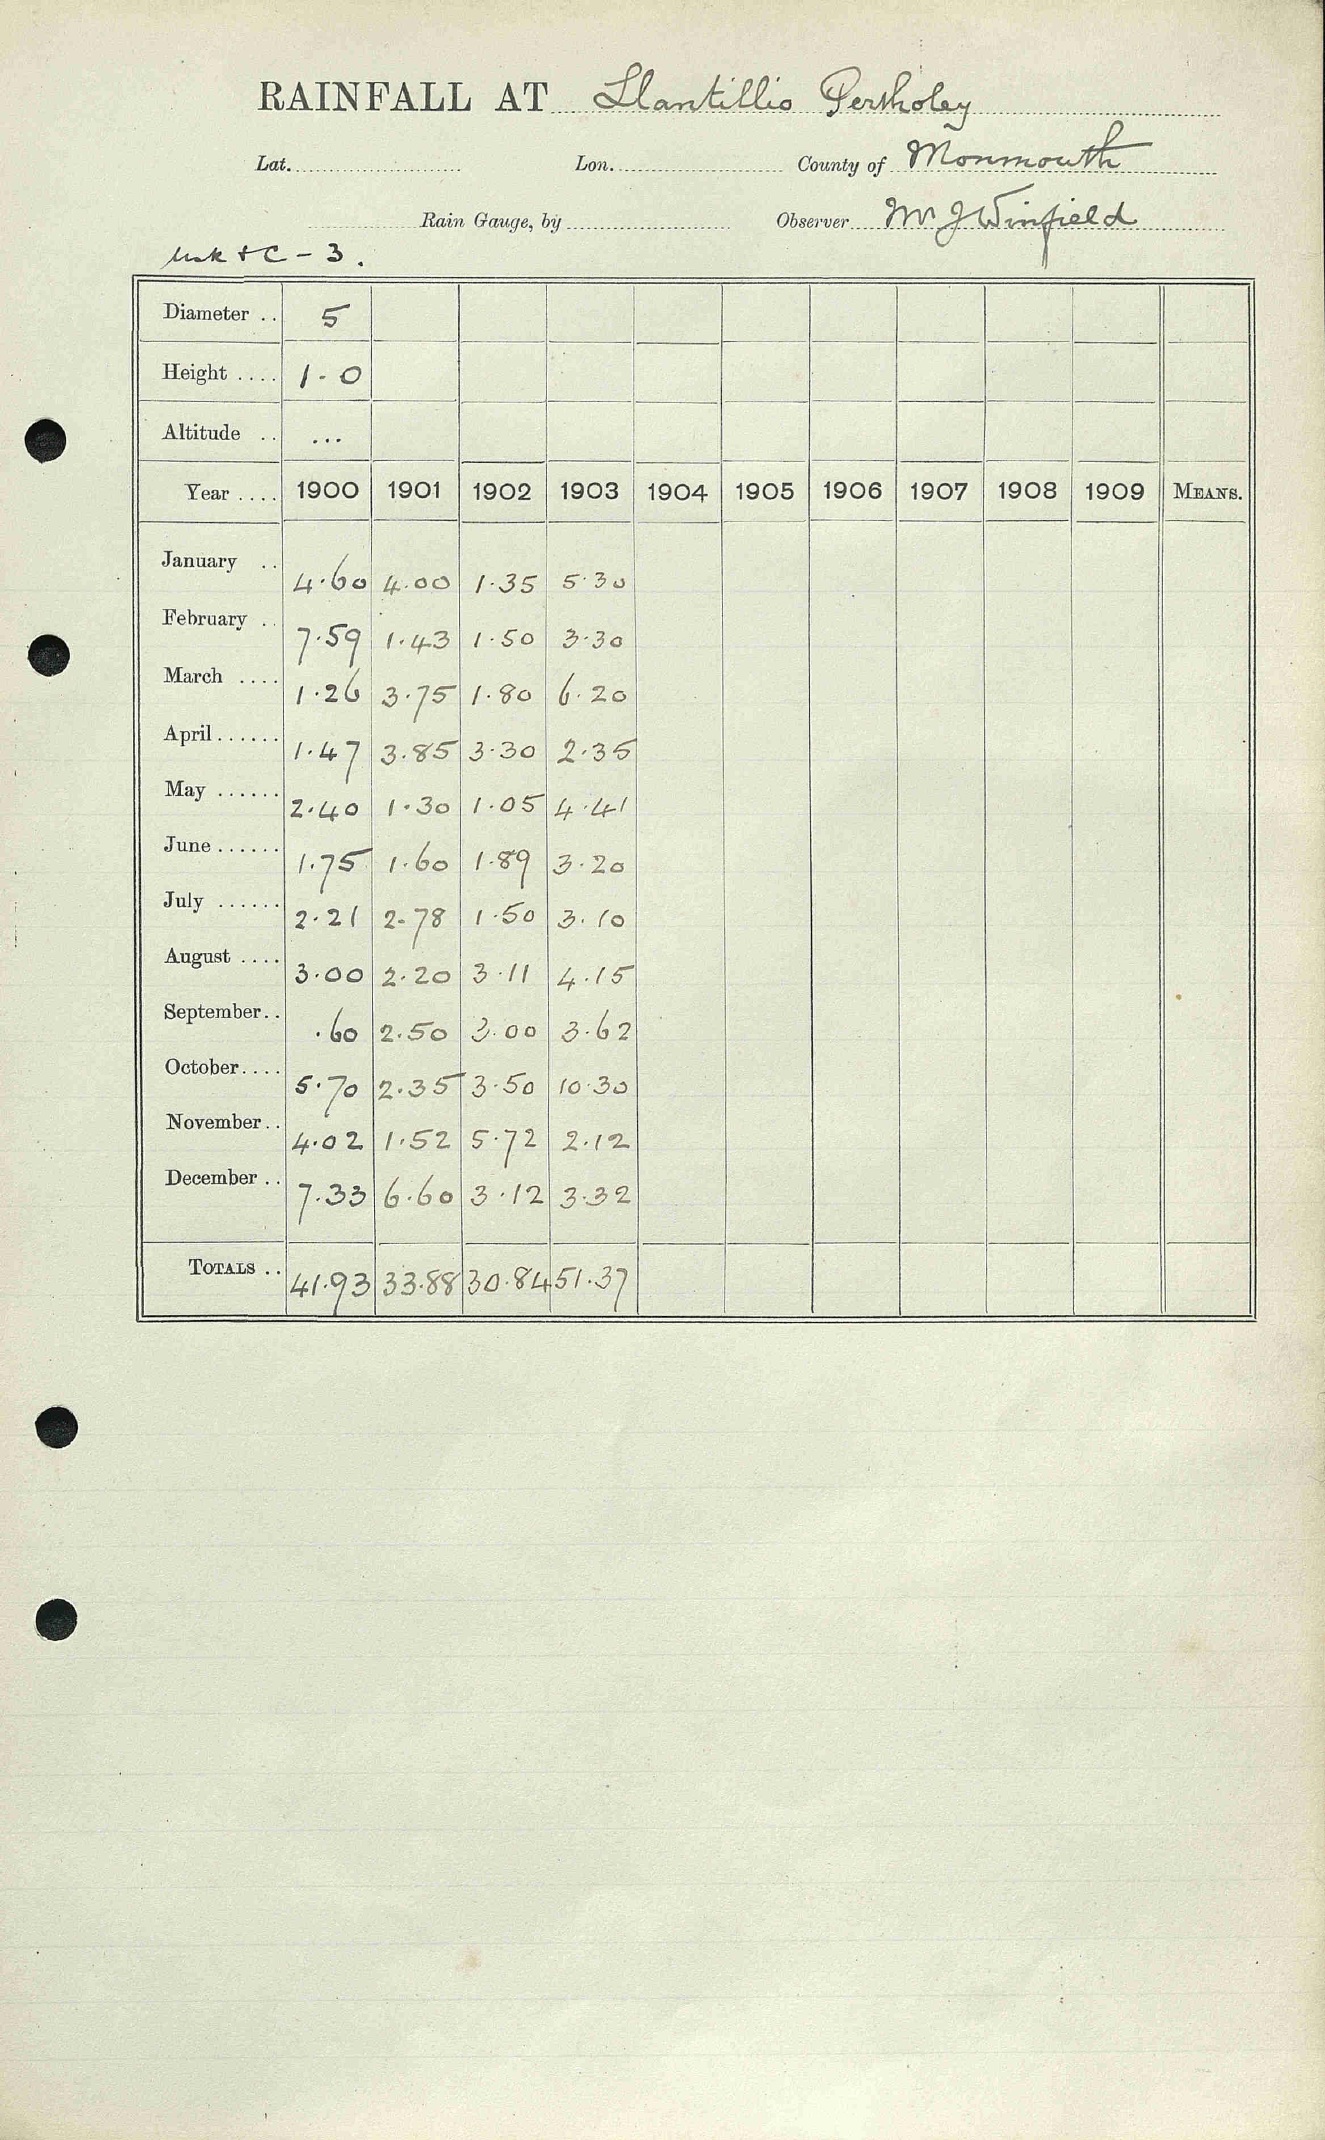 RAINFALL AT Llantillio Pertholey
Lat. Lon. County of Monmouth
Rain Gauge, by Observer Mr J Winfield
Usk + C - 3.
Diameter .. 5
Height .... 1 - 0
Altitude .. ...
Year .... 1900 1901 1902 1903 1904 1905 1906 1907 1908 1909 MEANS.
January .. 4.60 4.00 1.35 5.30
February .. 7.59 1.43 1.50 3.30
March .... 1.26 3.75 1.80 6.20
April ...... 1.47 3.85 3.30 2.35
May ...... 2.40 1.30 1.05 4.41
June ...... 1.75 1.60 1.89 3.20
July ...... 2.21 2.78 1.50 3.10
August .... 3.00 2.20 3.11 4.15
September .. .60 2.50 3.00 3.62
October .... 5.70 2.35 3.50 10.30
November .. 4.02 1.52 5.72 2.12
December .. 7.33 6.60 3.12 3.32
TOTALS .. 41.93 33.88 30.84 51.37